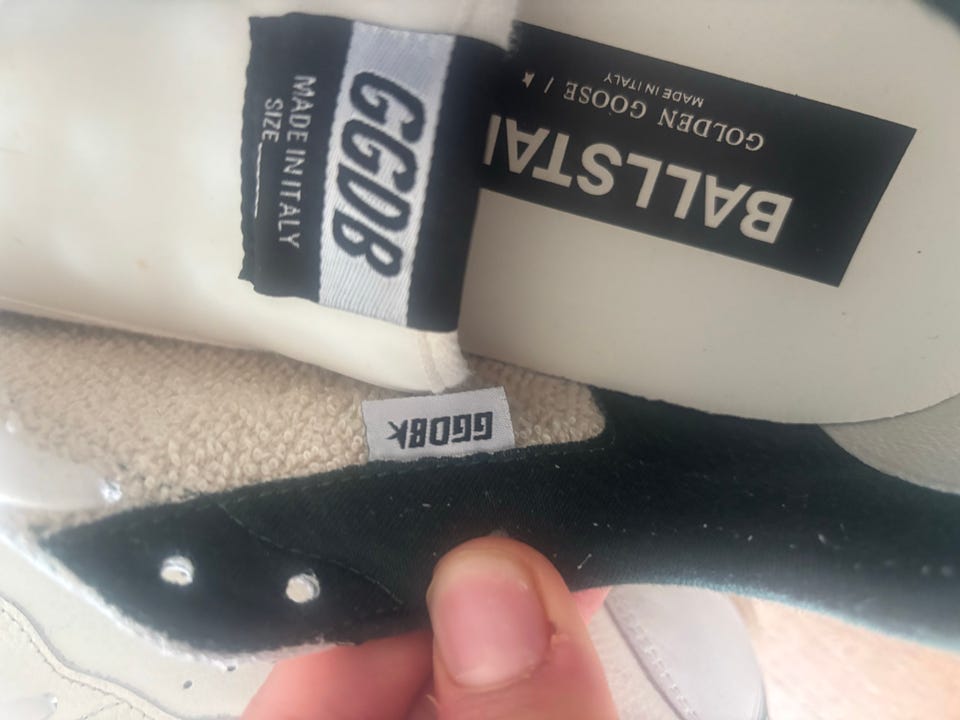 GGDB
MADE IN ITALY
SIZE
BALLSTA
GOLDEN GOOSE /
MADE IN ITALY
GGDB